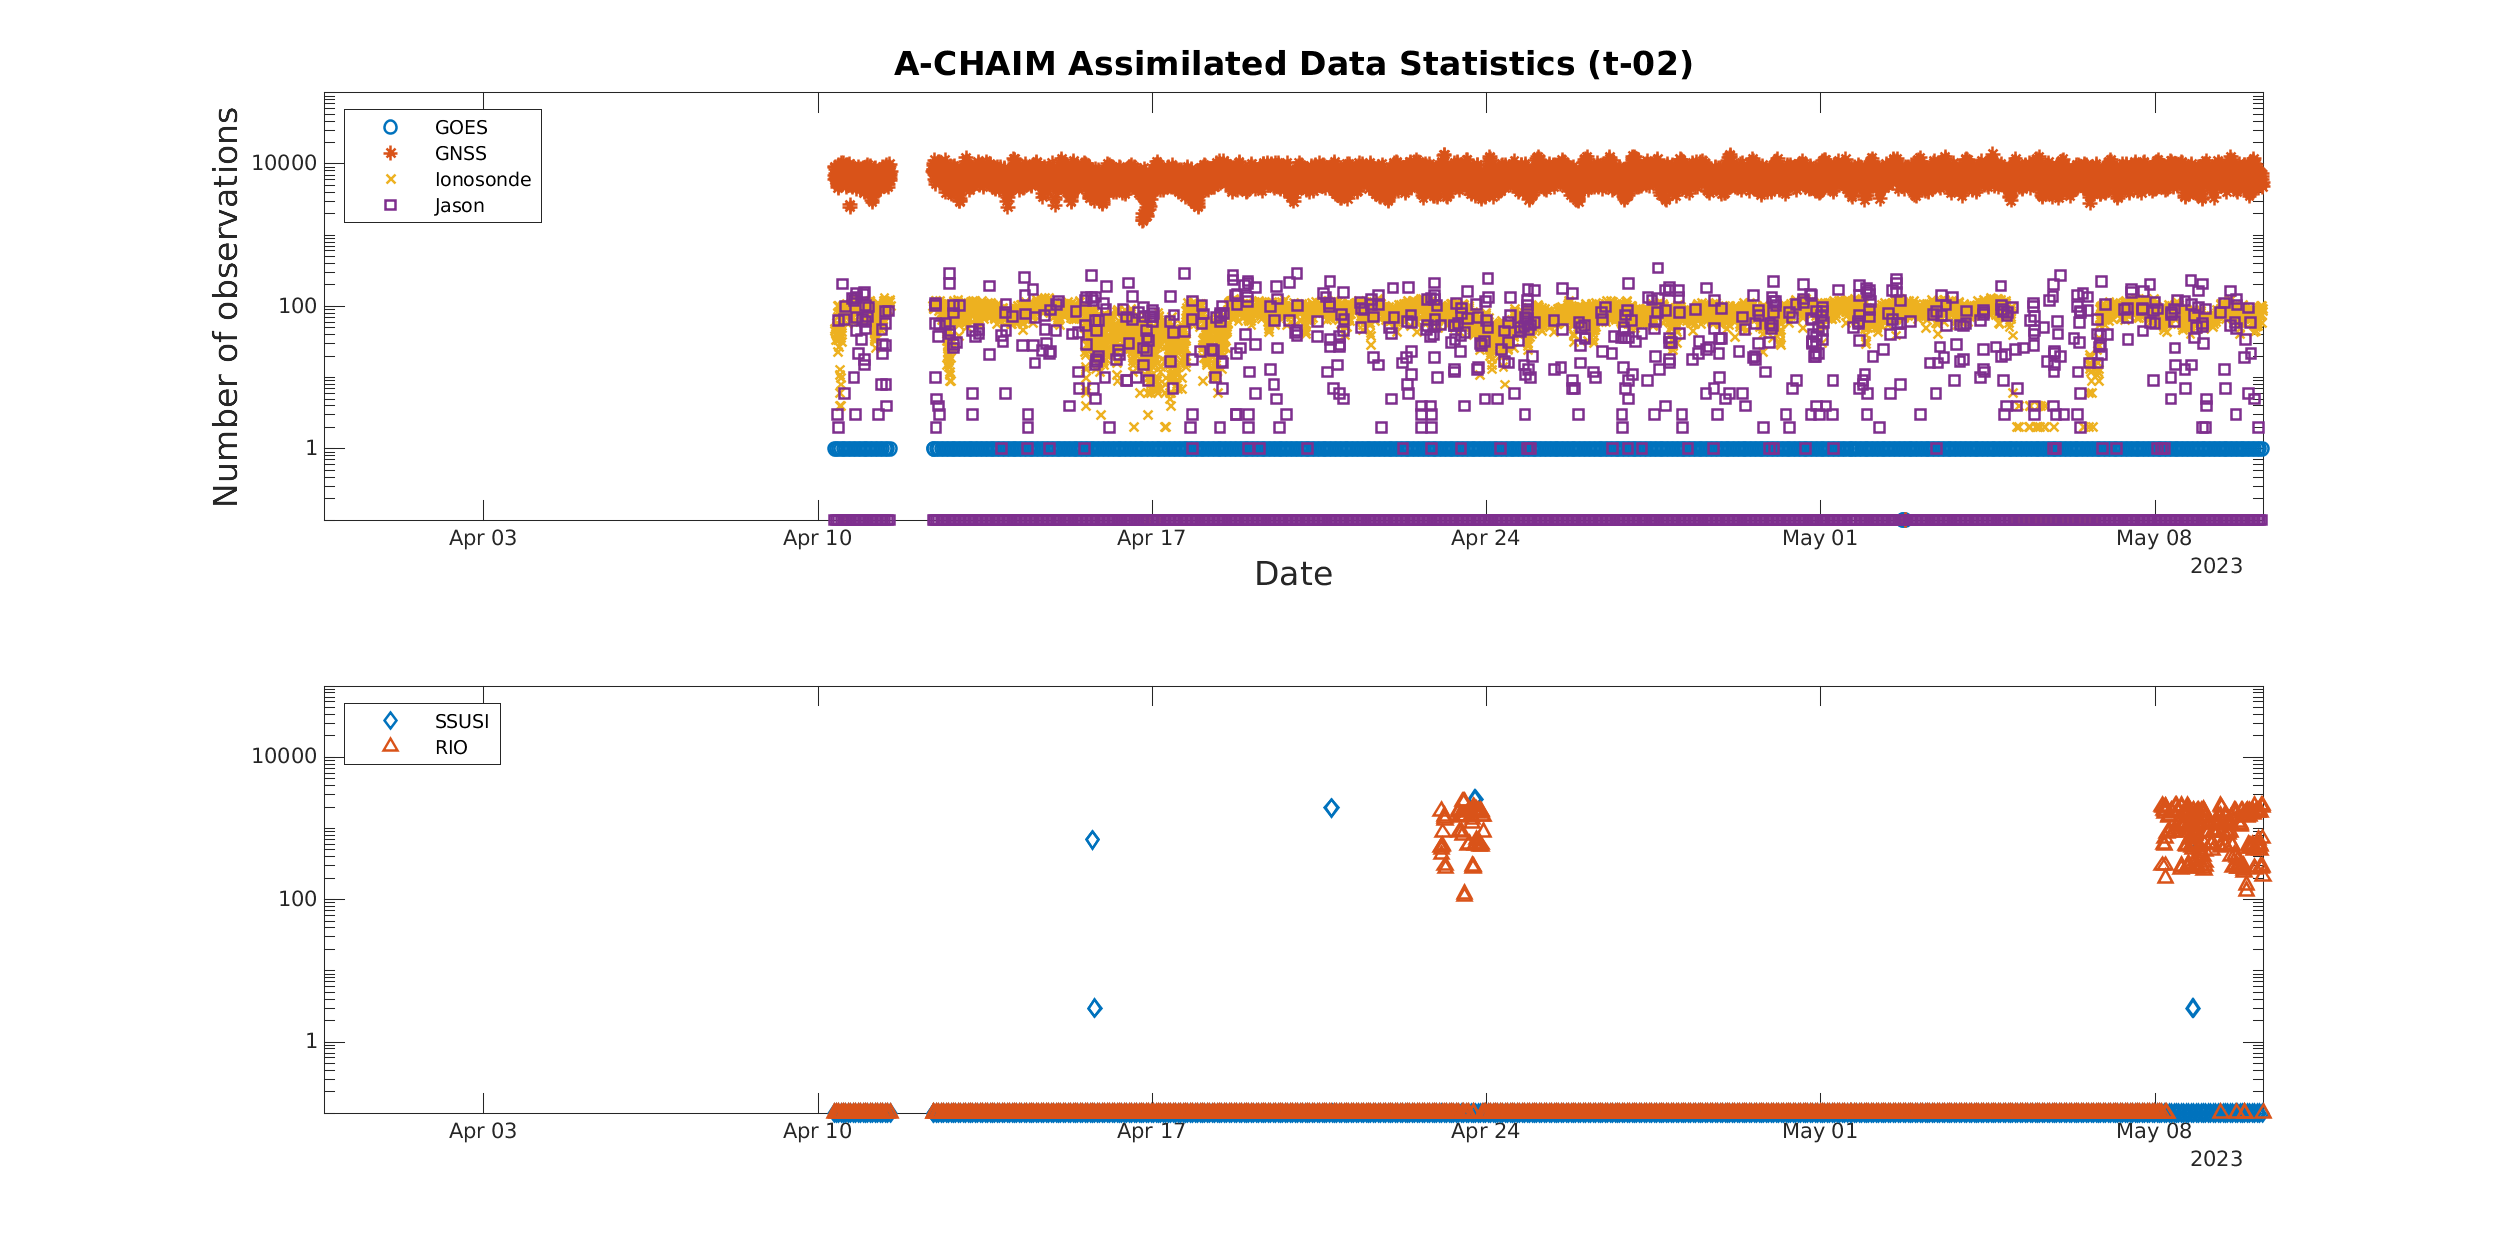 A-CHAIM Assimilated Data Statistics (t-02)
Number of observations
GOES
GNSS
Ionosonde
Jason
10000
100
1
Apr 03 Apr 10 Apr 17 Apr 24 May 01 May 08
2023
Date
SSUSI
RIO
10000
100
1
Apr 03 Apr 10 Apr 17 Apr 24 May 01 May 08
2023